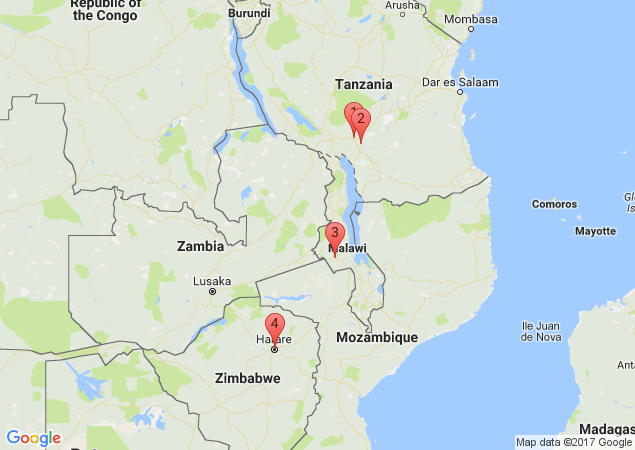 Republic of
the Congo
Burundi
Arusha
Mombasa
Tanzania
Dar es Salaam
1
2
Comoros
Mayotte
3
Malawi
Zambia
Lusaka
4
Harare
Mozambique
Ile Juan
de Nova
Zimbabwe
Madagas
Google
Map data ©2017 Google